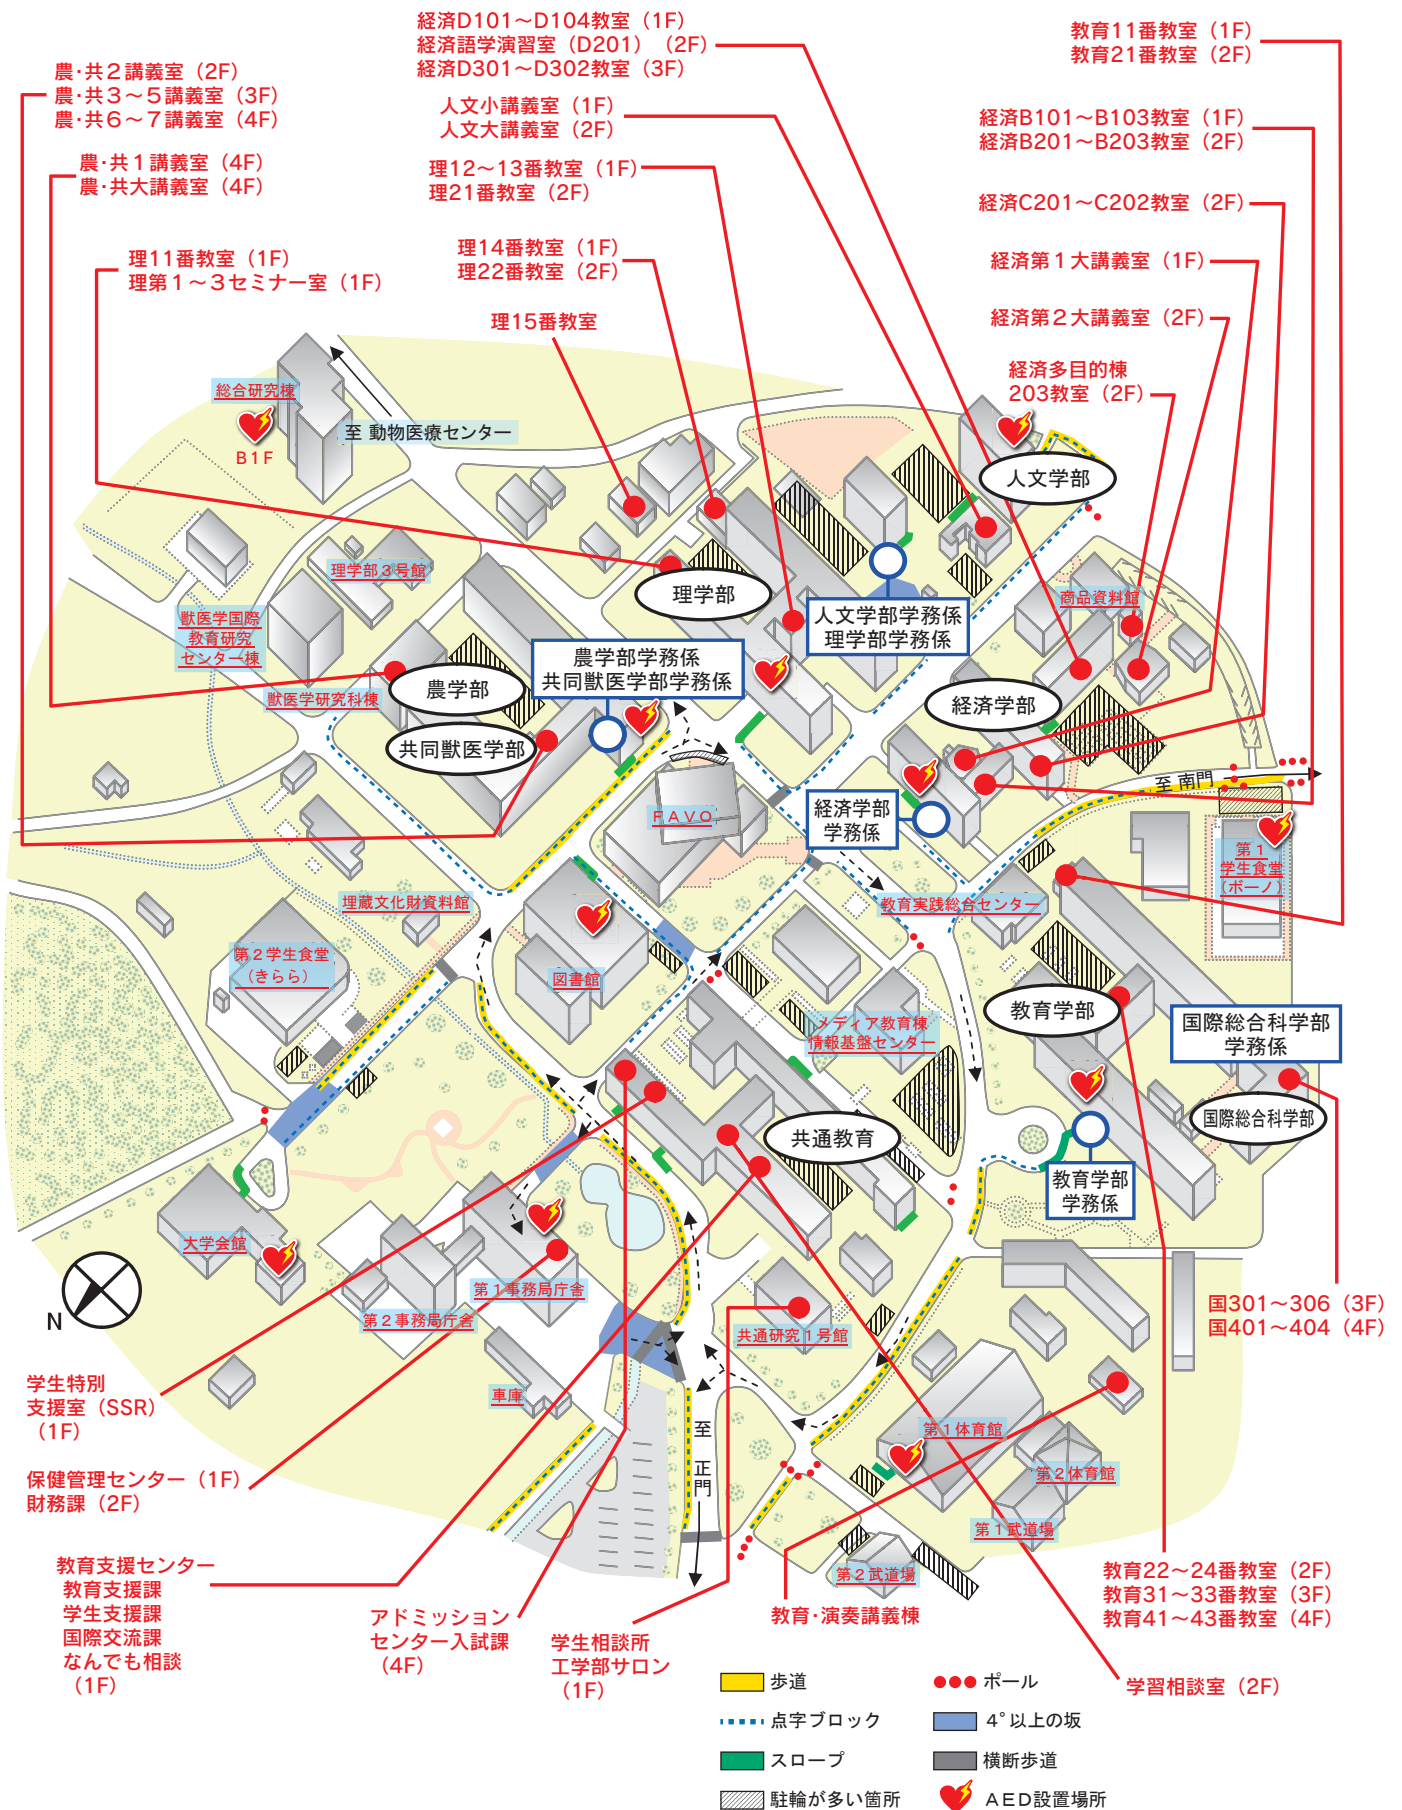 経済D101～D104教室（1F）
経済語学演習室（D201）（2F）
経済D301～D302教室（3F）
教育11番教室（1F）
教育21番教室（2F）
農･共２講義室（2F）
農･共３～５講義室（3F）
農･共６～７講義室（4F）
人文小講義室（1F）
人文大講義室（2F）
経済B101～B103教室（1F）
経済B201～B203教室（2F）
農･共１講義室（4F）
農･共大講義室（4F）
理12～13番教室（1F）
理21番教室（2F）
経済C201～C202教室（2F）
理11番教室（1F）
理第１～３セミナー室（1F）
理14番教室（1F）
理22番教室（2F）
経済第１大講義室（1F）
理15番教室
経済第２大講義室（2F）
経済多目的棟
203教室（2F）
総合研究棟
B1F
至 動物医療センター
人文学部
理学部３号館
理学部
商品資料館
獣医学国際
教育研究
センター棟
人文学部学務係
理学部学務係
農学部学務係
共同獣医学部学務係
獣医学研究科棟
農学部
経済学部
共同獣医学部
至 南門
FAVO
経済学部
学務係
第１
学生食堂
（ボーノ）
埋蔵文化財資料館
教育実践総合センター
第２学生食堂
（きらら）
図書館
教育学部
メディア教育棟
情報基盤センター
国際総合科学部
学務係
共通教育
国際総合科学部
教育学部
学務係
大学会館
N
第１事務局庁舎
第２事務局庁舎
共通研究１号館
国301～306（3F）
国401～404（4F）
学生特別
支援室（SSR）
（1F）
車庫
至
正門
第１体育館
第２体育館
第１武道場
第２武道場
保健管理センター（1F）
財務課（2F）
教育支援センター
教育支援課
学生支援課
国際交流課
なんでも相談
（1F）
アドミッション
センター入試課
（4F）
学生相談所
工学部サロン
（1F）
教育･演奏講義棟
教育22～24番教室（2F）
教育31～33番教室（3F）
教育41～43番教室（4F）
学習相談室（2F）
歩道
ポール
点字ブロック
4°以上の坂
スロープ
横断歩道
駐輪が多い箇所
AED設置場所